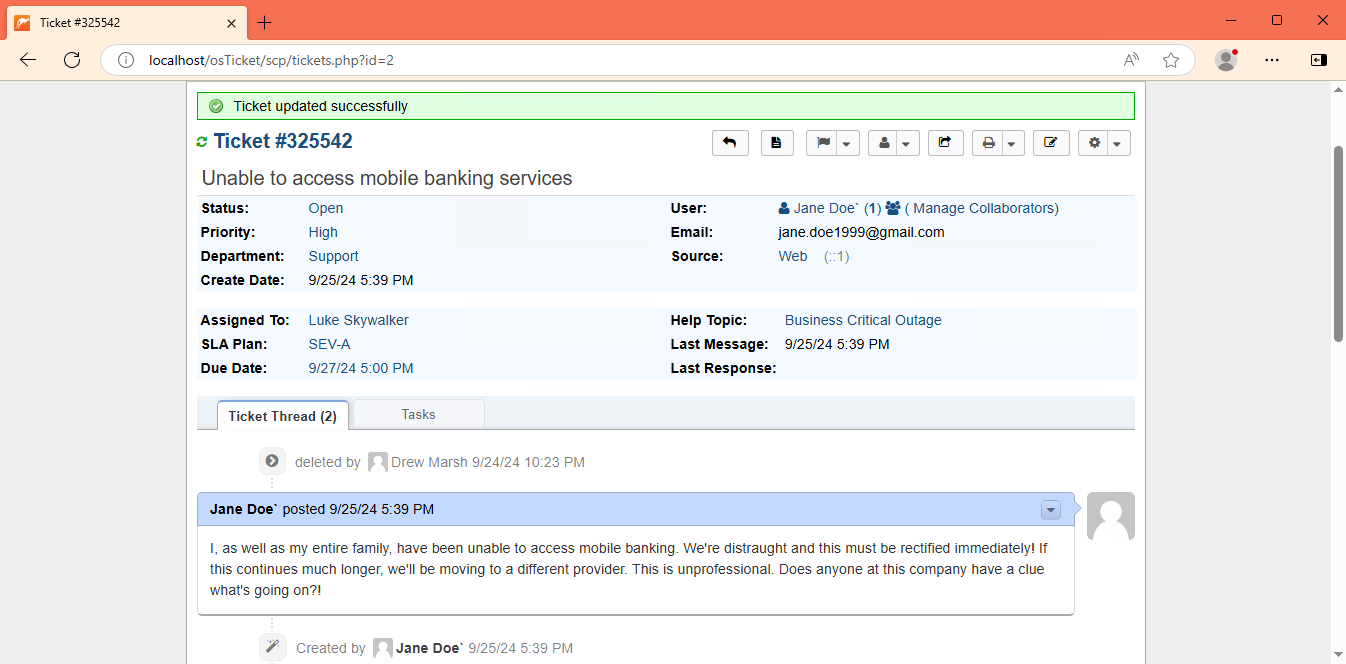 Ticket #325542
localhost/osTicket/scp/tickets.php?id=2
Ticket updated successfully
Ticket #325542
Unable to access mobile banking services
Status: Open User: Jane Doe` (1) ( Manage Collaborators)
Priority: High Email: jane.doe1999@gmail.com
Department: Support Source: Web (::1)
Create Date: 9/25/24 5:39 PM
Assigned To: Luke Skywalker Help Topic: Business Critical Outage
SLA Plan: SEV-A Last Message: 9/25/24 5:39 PM
Due Date: 9/27/24 5:00 PM Last Response:
Ticket Thread (2) Tasks
deleted by Drew Marsh 9/24/24 10:23 PM
Jane Doe` posted 9/25/24 5:39 PM
I, as well as my entire family, have been unable to access mobile banking. We're distraught and this must be rectified immediately! If
this continues much longer, we'll be moving to a different provider. This is unprofessional. Does anyone at this company have a clue
what's going on?!
Created by Jane Doe` 9/25/24 5:39 PM